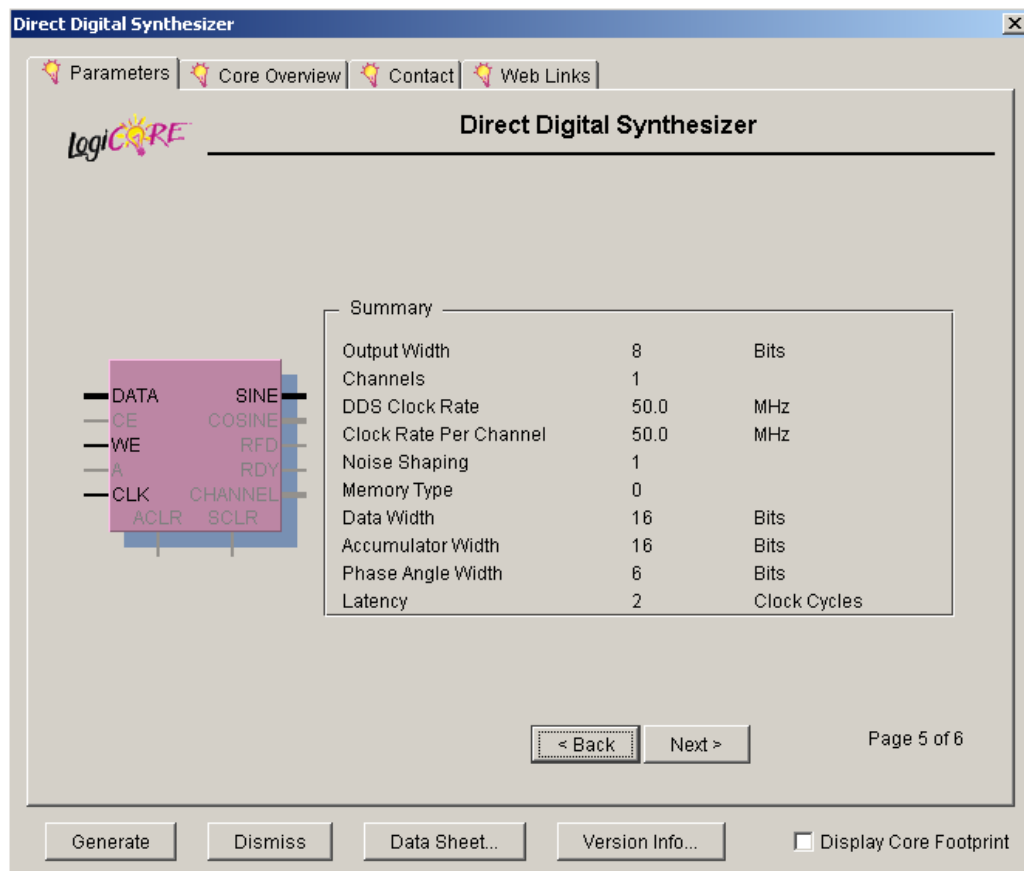 Direct Digital Synthesizer
Parameters Core Overview Contact Web Links
LogiCORE
Direct Digital Synthesizer
Summary
Output Width 8 Bits
Channels 1
DDS Clock Rate 50.0 MHz
Clock Rate Per Channel 50.0 MHz
Noise Shaping 1
Memory Type 0
Data Width 16 Bits
Accumulator Width 16 Bits
Phase Angle Width 6 Bits
Latency 2 Clock Cycles
DATA SINE
CE COSINE
WE RFD
A RDY
CLK CHANNEL
ACLR SCLR
< Back Next > Page 5 of 6
Generate Dismiss Data Sheet... Version Info... Display Core Footprint